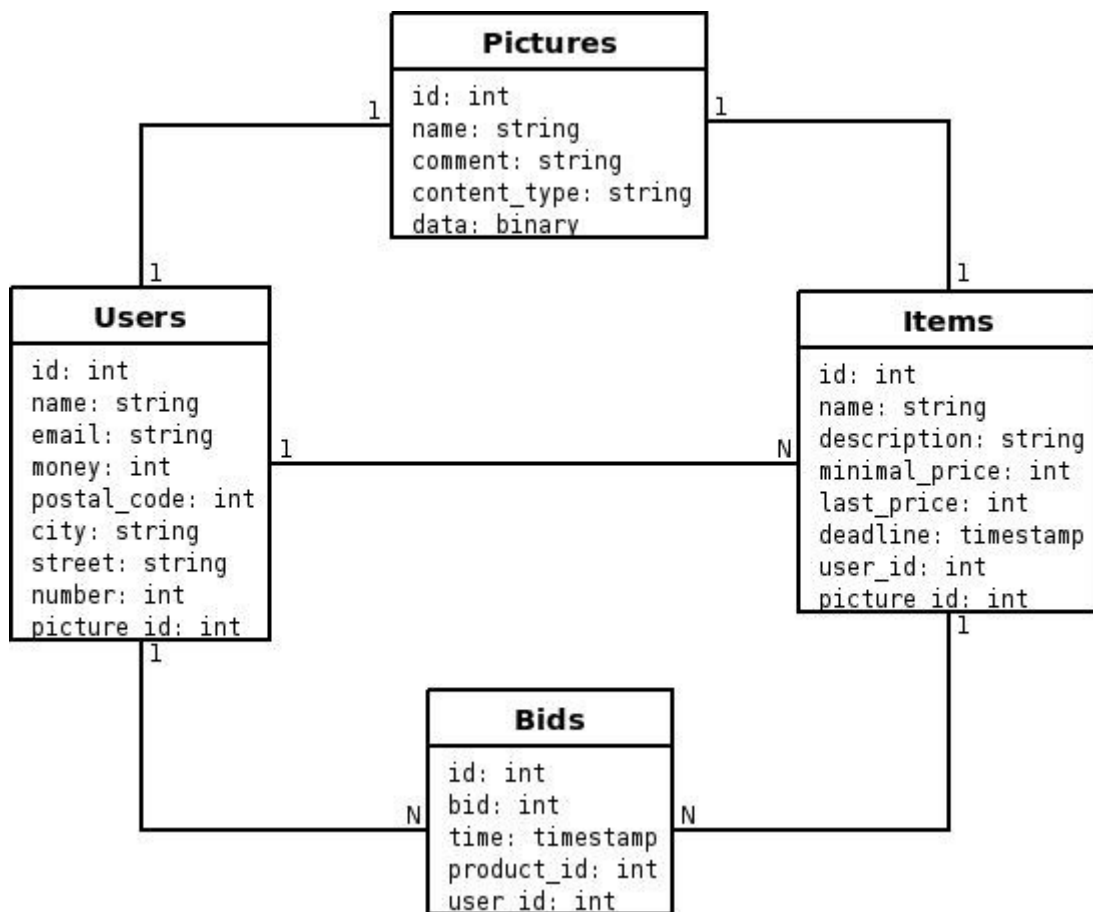 Pictures
id: int
name: string
comment: string
content_type: string
data: binary
1
1
1
1
Users
id: int
name: string
email: string
money: int
postal_code: int
city: string
street: string
number: int
picture_id: int
1
N
Items
id: int
name: string
description: string
minimal_price: int
last_price: int
deadline: timestamp
user_id: int
picture_id: int
1
1
Bids
id: int
bid: int
time: timestamp
product_id: int
user_id: int
N
N